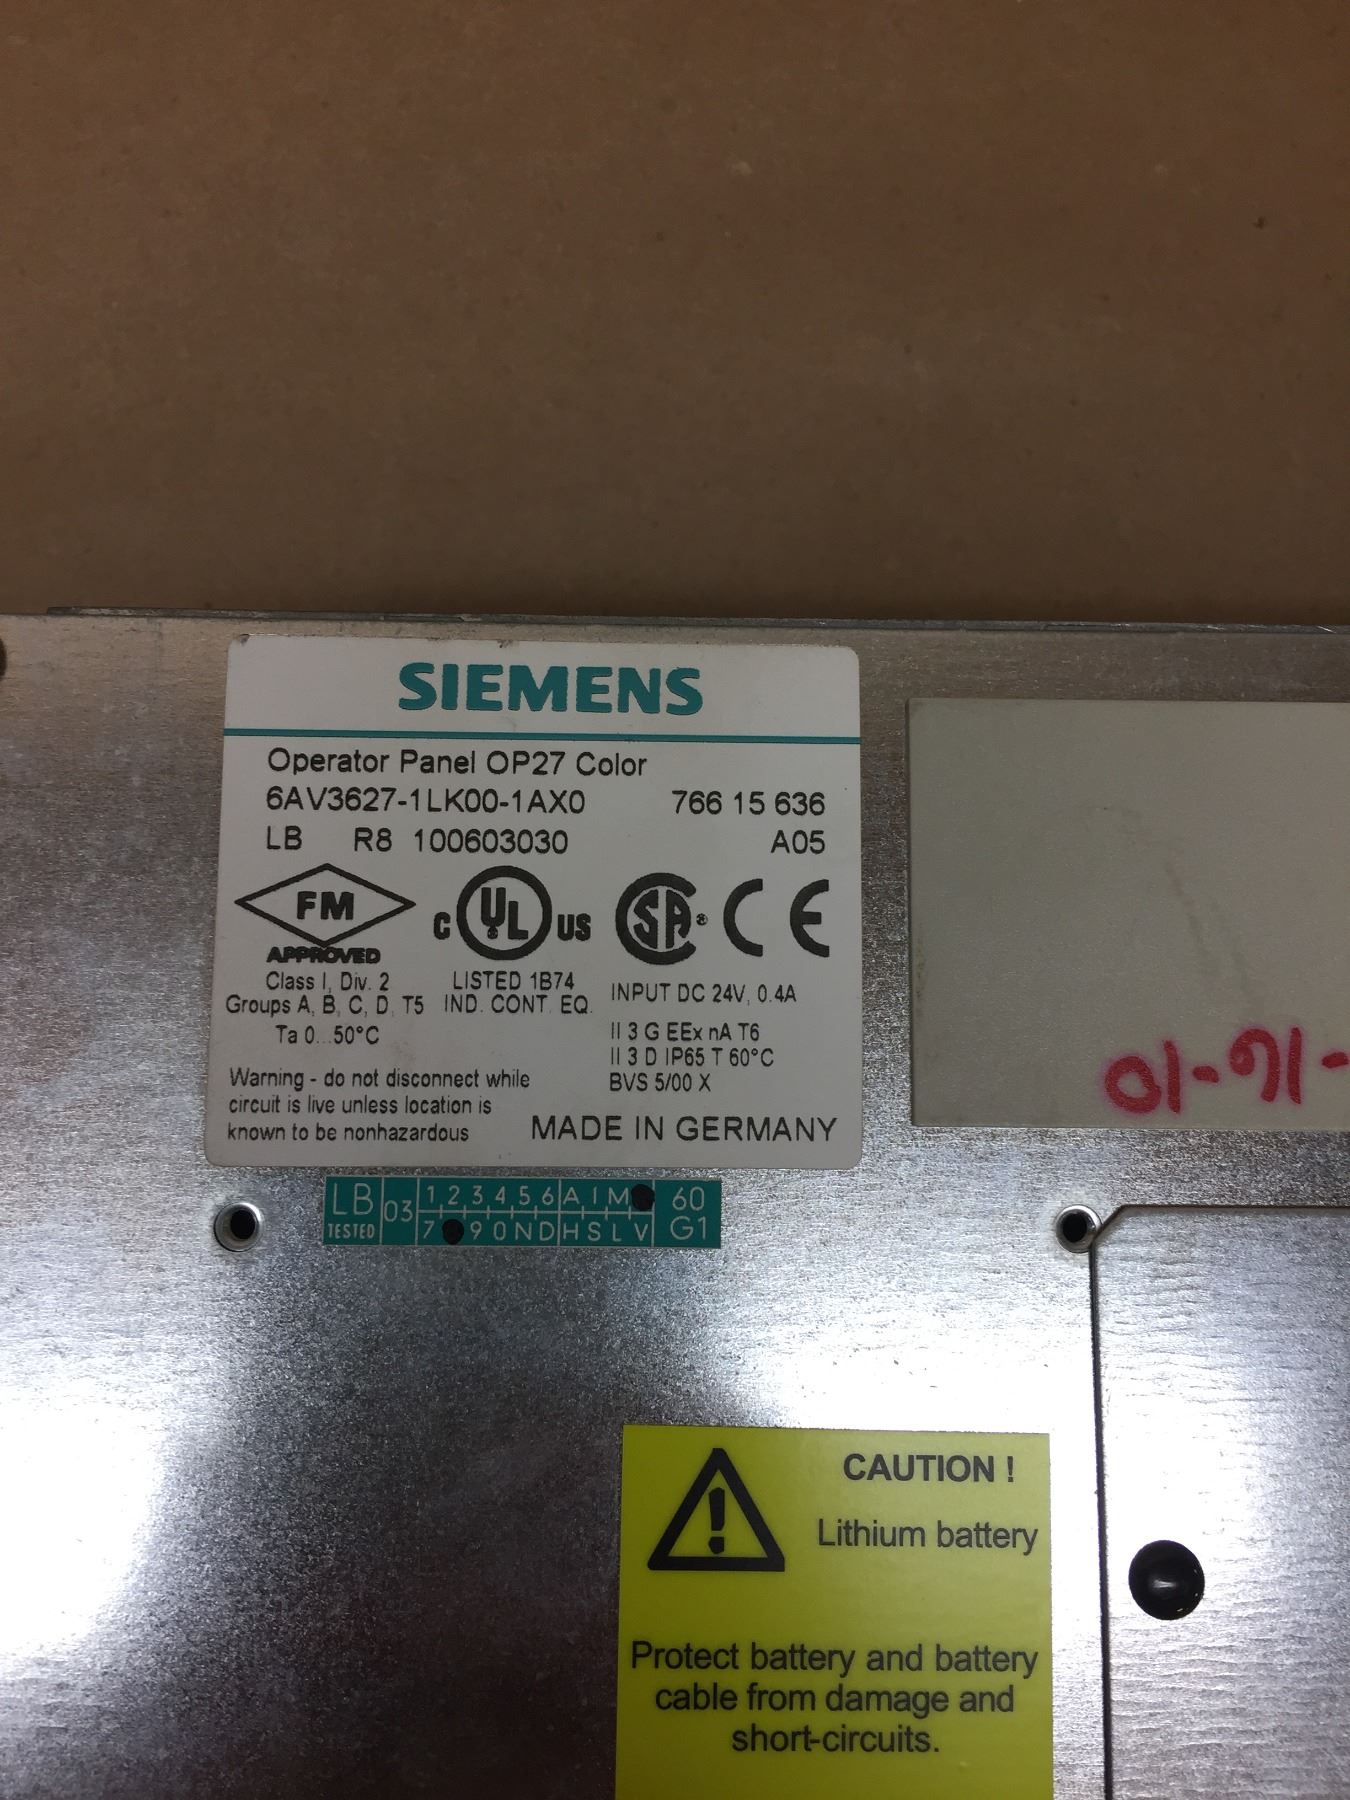 SIEMENS
Operator Panel OP27 Color
6AV3627-1LK00-1AX0 766 15 636
LB R8 100603030 A05
FM
APPROVED
C UL US
SA
CE
Class I, Div. 2
Groups A, B, C, D, T5
Ta 0...50°C
LISTED 1B74
IND. CONT. EQ.
INPUT DC 24V, 0.4A
II 3 G EEx nA T6
II 3 D IP65 T 60°C
BVS 5/00 X
Warning - do not disconnect while
circuit is live unless location is
known to be nonhazardous
MADE IN GERMANY
LB
TESTED
03
1 2 3 4 5 6 A I M
7 9 0 N D H S L V
60
G1
01-91-
CAUTION !
Lithium battery
Protect battery and battery
cable from damage and
short-circuits.